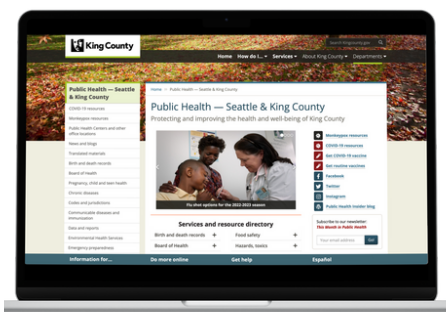 King County
Search Kingcounty.gov
Home How do I... Services About King County Departments
Public Health — Seattle
& King County
COVID-19 resources
Monkeypox resources
Public Health Centers and other
office locations
News and blogs
Translated materials
Birth and death records
Board of Health
Pregnancy, child and teen health
Chronic diseases
Codes and jurisdictions
Communicable diseases and
immunization
Data and reports
Environmental Health Services
Emergency preparedness
Home Public Health — Seattle & King County
Public Health — Seattle & King County
Protecting and improving the health and well-being of King County
Flu shot options for the 2022-2023 season
Monkeypox resources
Get COVID-19 vaccine
Get routine vaccines
Facebook
Twitter
Instagram
Public Health Insider blog
Services and resource directory
Birth and death records +
Food safety +
Board of Health +
Hazards, toxics +
Subscribe to our newsletter:
This Month in Public Health
Your email address
Go!
Information for...
Do more online
Get help
Español